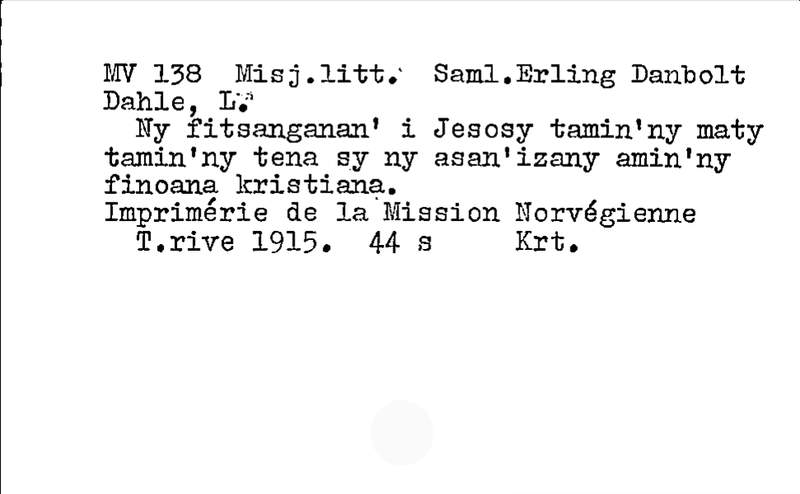 MV 138 Misj.litt. Saml.Erling Danbolt
Dahle, L.
Ny fitsanganan' i Jesosy tamin'ny maty
tamin'ny tena sy ny asan'izany amin'ny
finoana kristiana.
Imprimérie de la Mission Norvégienne
T.rive 1915. 44 s Krt.